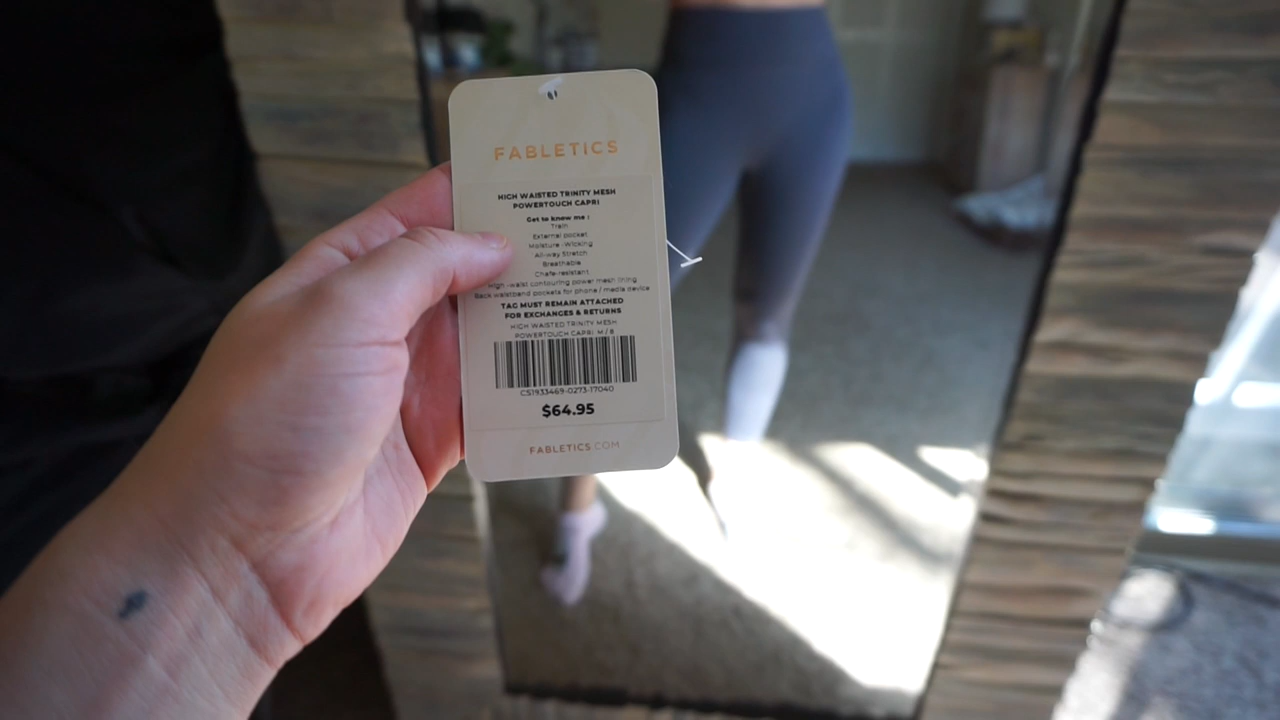 FABLETICS
HIGH WAISTED TRINITY MESH
POWERTOUCH CAPRI
Get to know me :
Train
External pocket
Moisture -Wicking
All-way Stretch
Breathable
Chafe-resistant
High -waist contouring power mesh lining
Back waistband pockets for phone / media device
TAG MUST REMAIN ATTACHED
FOR EXCHANGES & RETURNS
HIGH WAISTED TRINITY MESH
POWERTOUCH CAPRI M / 8
CS1933469-0273-17040
$64.95
FABLETICS.COM